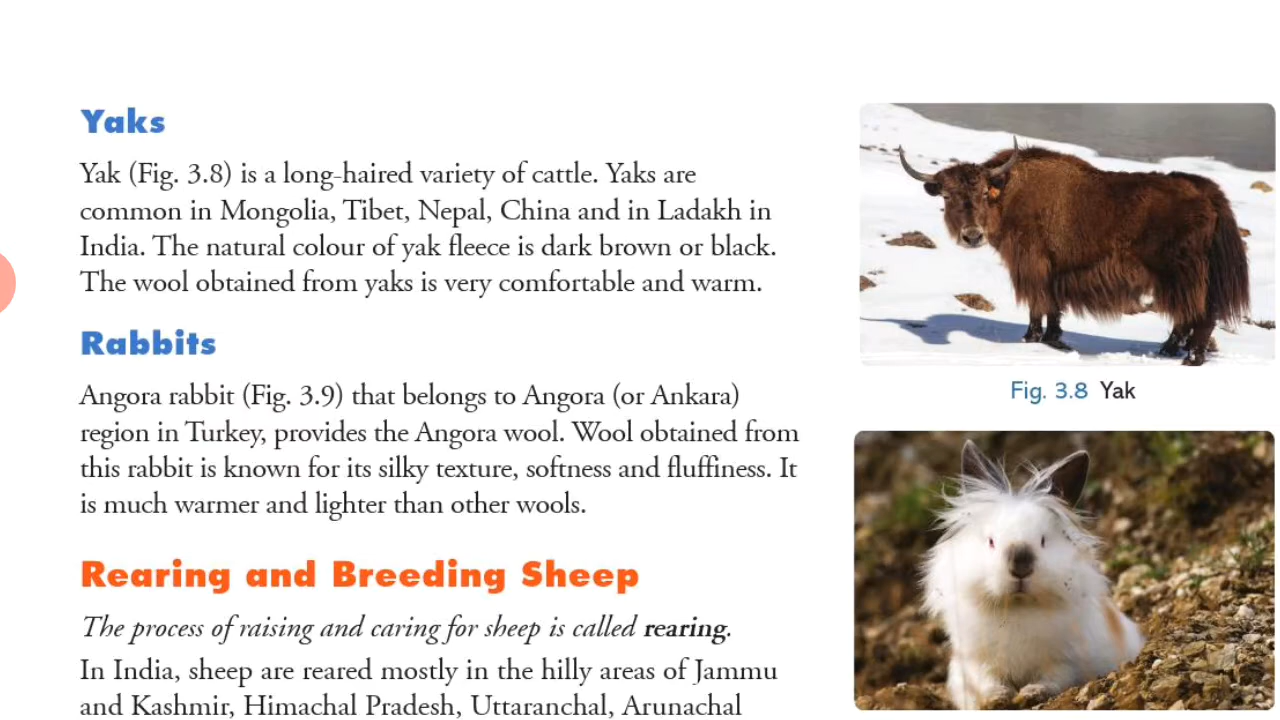 Yaks
Yak (Fig. 3.8) is a long-haired variety of cattle. Yaks are
common in Mongolia, Tibet, Nepal, China and in Ladakh in
India. The natural colour of yak fleece is dark brown or black.
The wool obtained from yaks is very comfortable and warm.
Fig. 3.8 Yak
Rabbits
Angora rabbit (Fig. 3.9) that belongs to Angora (or Ankara)
region in Turkey, provides the Angora wool. Wool obtained from
this rabbit is known for its silky texture, softness and fluffiness. It
is much warmer and lighter than other wools.
Rearing and Breeding Sheep
The process of raising and caring for sheep is called rearing.
In India, sheep are reared mostly in the hilly areas of Jammu
and Kashmir, Himachal Pradesh, Uttaranchal, Arunachal